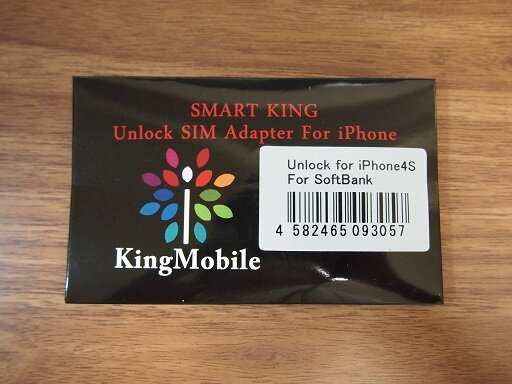 SMART KING
Unlock SIM Adapter For iPhone
Unlock for iPhone4S
For SoftBank
4 582465 093057
KingMobile